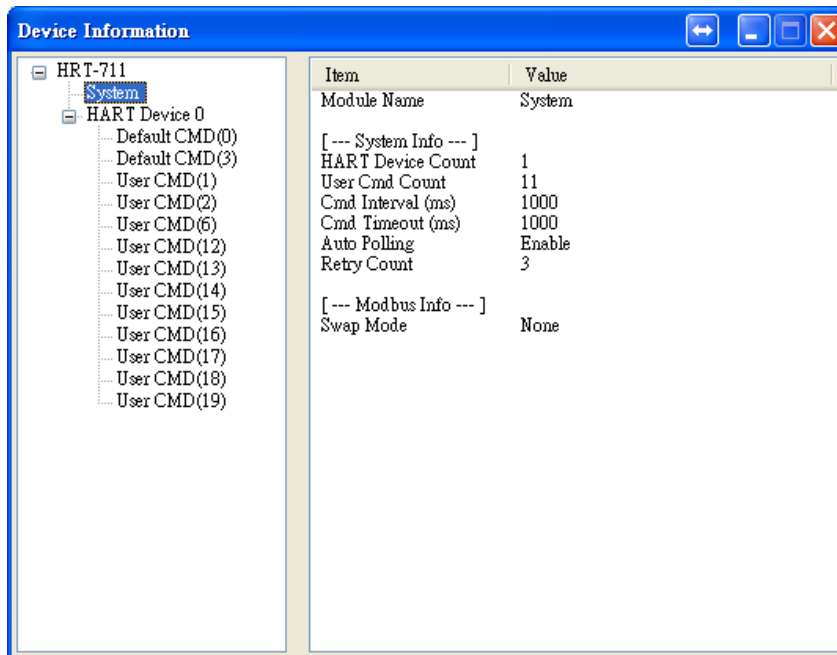 Device Information
HRT-711
System
HART Device 0
Default CMD(0)
Default CMD(3)
User CMD(1)
User CMD(2)
User CMD(6)
User CMD(12)
User CMD(13)
User CMD(14)
User CMD(15)
User CMD(16)
User CMD(17)
User CMD(18)
User CMD(19)
Item Value
Module Name System
[ --- System Info --- ]
HART Device Count 1
User Cmd Count 11
Cmd Interval (ms) 1000
Cmd Timeout (ms) 1000
Auto Polling Enable
Retry Count 3
[ --- Modbus Info --- ]
Swap Mode None